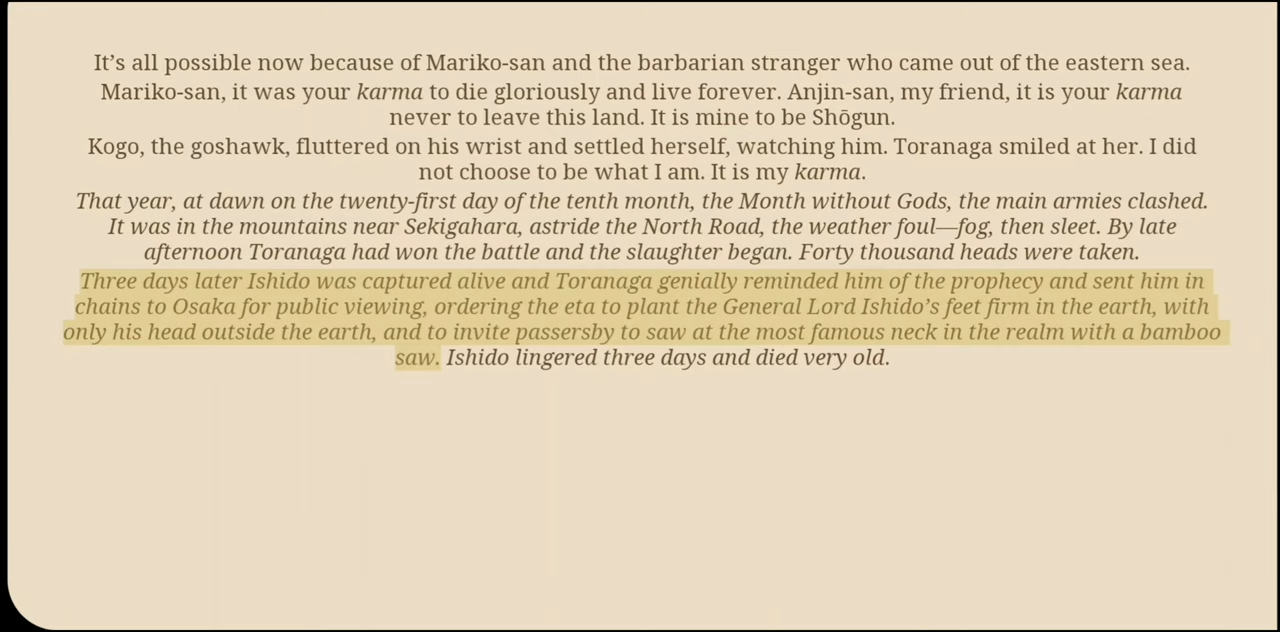 It’s all possible now because of Mariko-san and the barbarian stranger who came out of the eastern sea.
Mariko-san, it was your karma to die gloriously and live forever. Anjin-san, my friend, it is your karma
never to leave this land. It is mine to be Shōgun.
Kogo, the goshawk, fluttered on his wrist and settled herself, watching him. Toranaga smiled at her. I did
not choose to be what I am. It is my karma.
That year, at dawn on the twenty-first day of the tenth month, the Month without Gods, the main armies clashed.
It was in the mountains near Sekigahara, astride the North Road, the weather foul—fog, then sleet. By late
afternoon Toranaga had won the battle and the slaughter began. Forty thousand heads were taken.
Three days later Ishido was captured alive and Toranaga genially reminded him of the prophecy and sent him in
chains to Osaka for public viewing, ordering the eta to plant the General Lord Ishido’s feet firm in the earth, with
only his head outside the earth, and to invite passersby to saw at the most famous neck in the realm with a bamboo
saw. Ishido lingered three days and died very old.